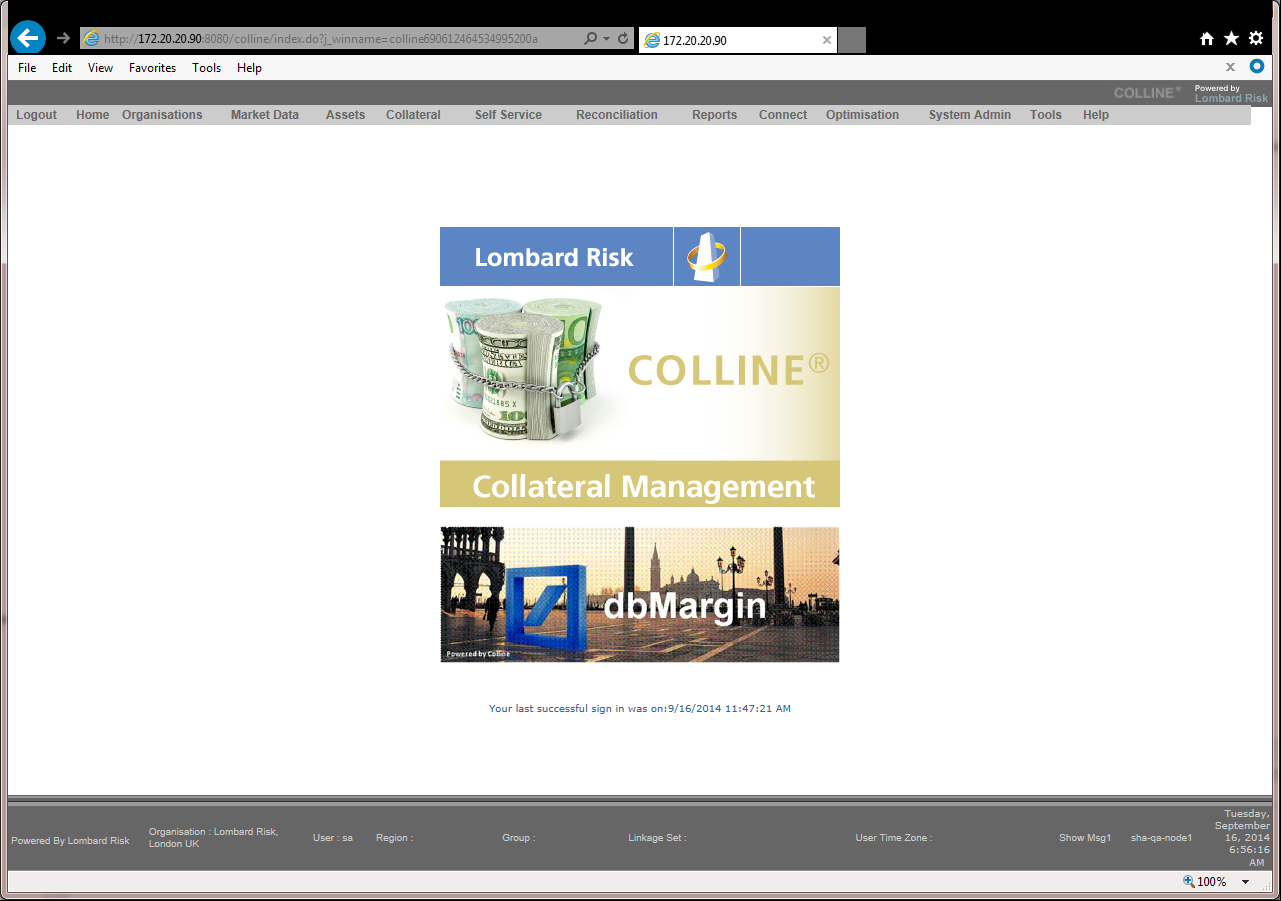 http://172.20.20.90:8080/colline/index.do?j_winname=colline690612464534995200a
172.20.20.90
File Edit View Favorites Tools Help
COLLINE®
Powered by
Lombard Risk
Logout Home Organisations Market Data Assets Collateral Self Service Reconciliation Reports Connect Optimisation System Admin Tools Help
Lombard Risk
COLLINE®
Collateral Management
dbMargin
Powered by Colline
Your last successful sign in was on:9/16/2014 11:47:21 AM
Powered By Lombard Risk
Organisation : Lombard Risk,
London UK
User : sa
Region :
Group :
Linkage Set :
User Time Zone :
Show Msg1
sha-qa-node1
Tuesday,
September
16, 2014
6:56:16
AM
100%